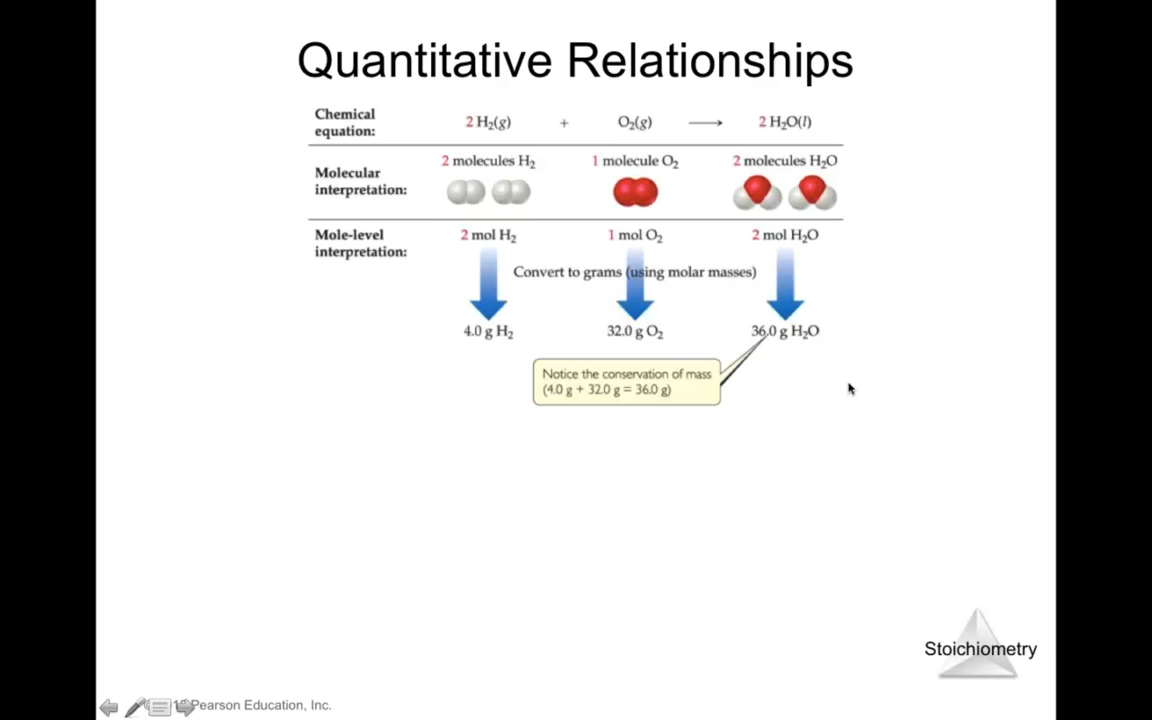 Quantitative Relationships
Chemical equation: 2 H₂(g) + O₂(g) ⟶ 2 H₂O(l)
2 molecules H₂ 1 molecule O₂ 2 molecules H₂O
Molecular
interpretation:
Mole-level 2 mol H₂ 1 mol O₂ 2 mol H₂O
interpretation:
Convert to grams (using molar masses)
4.0 g H₂ 32.0 g O₂ 36.0 g H₂O
Notice the conservation of mass
(4.0 g + 32.0 g = 36.0 g)
Stoichiometry
Pearson Education, Inc.